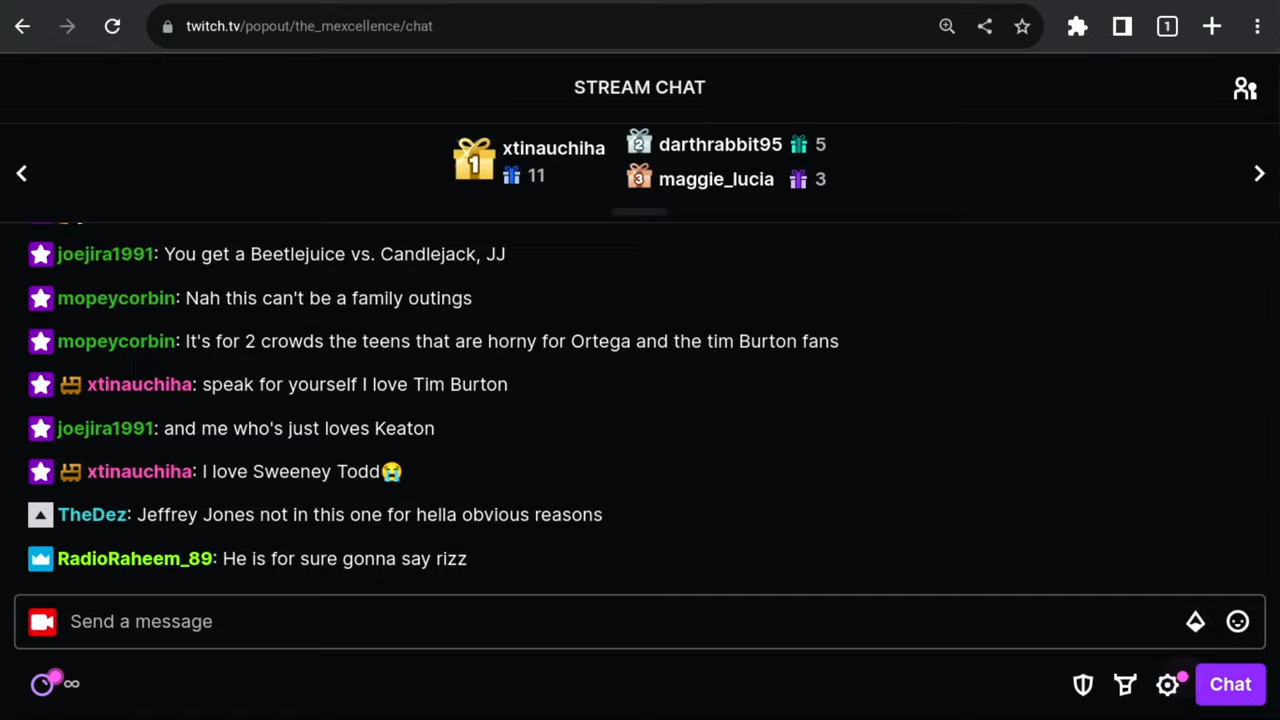 twitch.tv/popout/the_mexcellence/chat
1
STREAM CHAT
1 xtinauchiha 11
2 darthrabbit95 5
3 maggie_lucia 3
joejira1991: You get a Beetlejuice vs. Candlejack, JJ
mopeycorbin: Nah this can't be a family outings
mopeycorbin: It's for 2 crowds the teens that are horny for Ortega and the tim Burton fans
xtinauchiha: speak for yourself I love Tim Burton
joejira1991: and me who's just loves Keaton
xtinauchiha: I love Sweeney Todd😭
TheDez: Jeffrey Jones not in this one for hella obvious reasons
RadioRaheem_89: He is for sure gonna say rizz
Send a message
∞
Chat